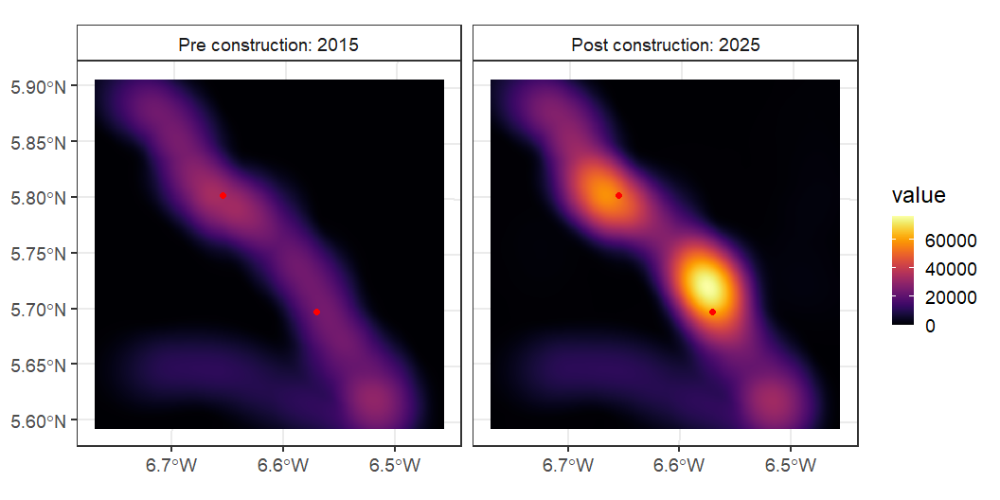 Pre construction: 2015
Post construction: 2025
5.90°N
5.85°N
5.80°N
5.75°N
5.70°N
5.65°N
5.60°N
6.7°W
6.6°W
6.5°W
6.7°W
6.6°W
6.5°W
value
60000
40000
20000
0